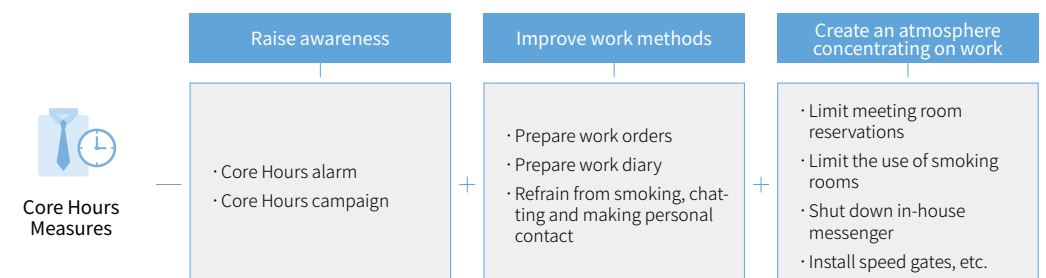 Core Hours
Measures
Raise awareness
· Core Hours alarm
· Core Hours campaign
Improve work methods
· Prepare work orders
· Prepare work diary
· Refrain from smoking, chat-
ting and making personal
contact
Create an atmosphere
concentrating on work
· Limit meeting room
reservations
· Limit the use of smoking
rooms
· Shut down in-house
messenger
· Install speed gates, etc.